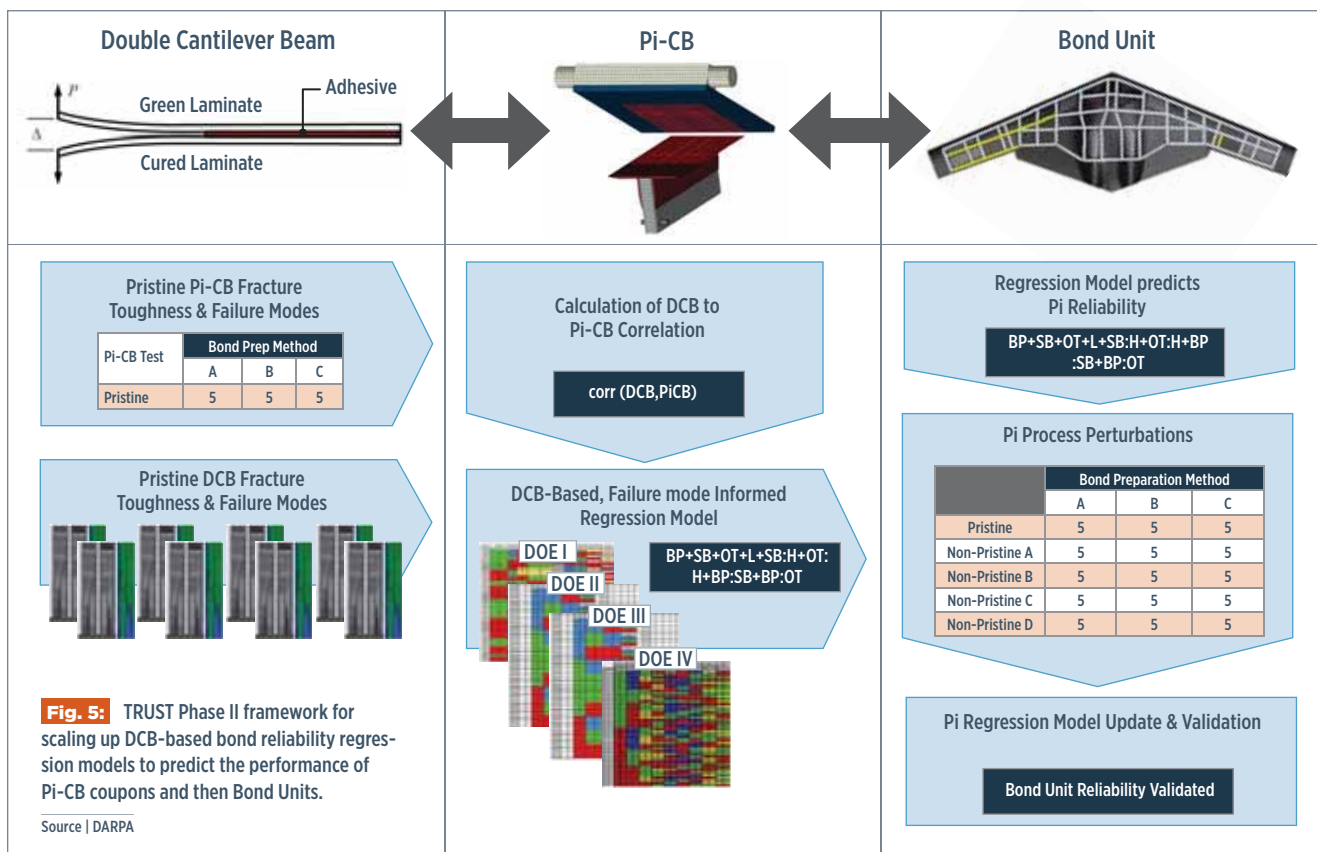 Double Cantilever Beam
P
Green Laminate
Adhesive
Δ
Cured Laminate
Pristine Pi-CB Fracture
Toughness & Failure Modes
Pi-CB Test
Bond Prep Method
A B C
Pristine 5 5 5
Pristine DCB Fracture
Toughness & Failure Modes
Fig. 5: TRUST Phase II framework for
scaling up DCB-based bond reliability regres-
sion models to predict the performance of
Pi-CB coupons and then Bond Units.
Source | DARPA
Pi-CB
Calculation of DCB to
Pi-CB Correlation
corr (DCB,PiCB)
DCB-Based, Failure mode Informed
Regression Model
DOE I
DOE II
DOE III
DOE IV
BP+SB+OT+L+SB:H+OT:
H+BP:SB+BP:OT
Bond Unit
Regression Model predicts
Pi Reliability
BP+SB+OT+L+SB:H+OT:H+BP
:SB+BP:OT
Pi Process Perturbations
Bond Preparation Method
A B C
Pristine 5 5 5
Non-Pristine A 5 5 5
Non-Pristine B 5 5 5
Non-Pristine C 5 5 5
Non-Pristine D 5 5 5
Pi Regression Model Update & Validation
Bond Unit Reliability Validated